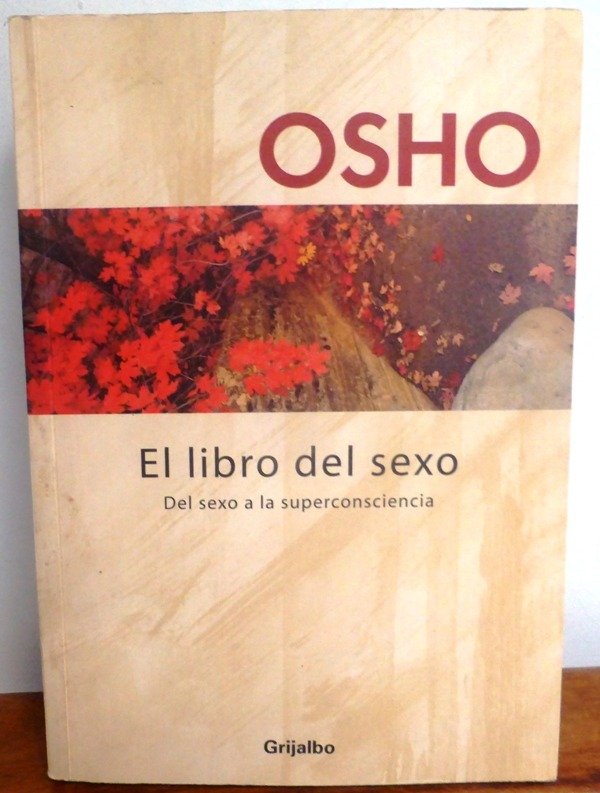 OSHO
El libro del sexo
Del sexo a la superconsciencia
Grijalbo